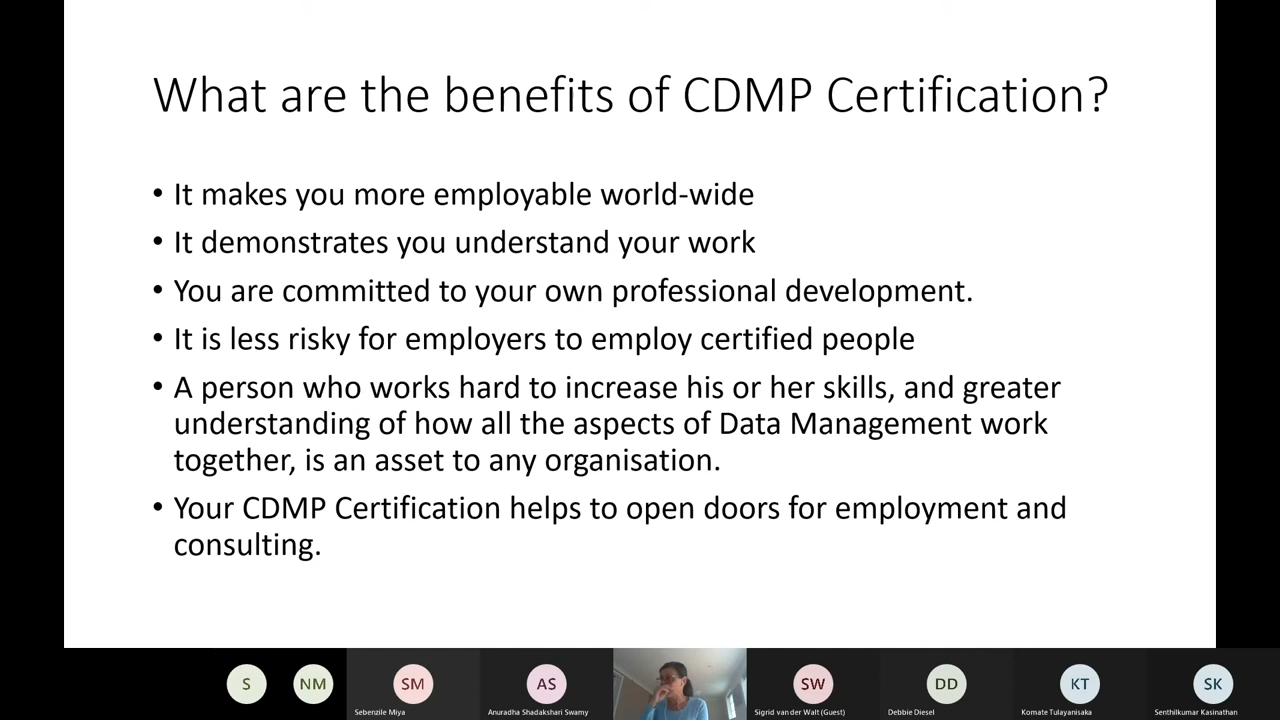 What are the benefits of CDMP Certification?
• It makes you more employable world-wide
• It demonstrates you understand your work
• You are committed to your own professional development.
• It is less risky for employers to employ certified people
• A person who works hard to increase his or her skills, and greater
understanding of how all the aspects of Data Management work
together, is an asset to any organisation.
• Your CDMP Certification helps to open doors for employment and
consulting.
S
NM
SM
AS
SW
DD
KT
SK
Sebenzile Miya
Anuradha Shadakshari Swamy
Sigrid van der Walt (Guest)
Debbie Diesel
Komate Tulayanisaka
Senthilkumar Kasinathan